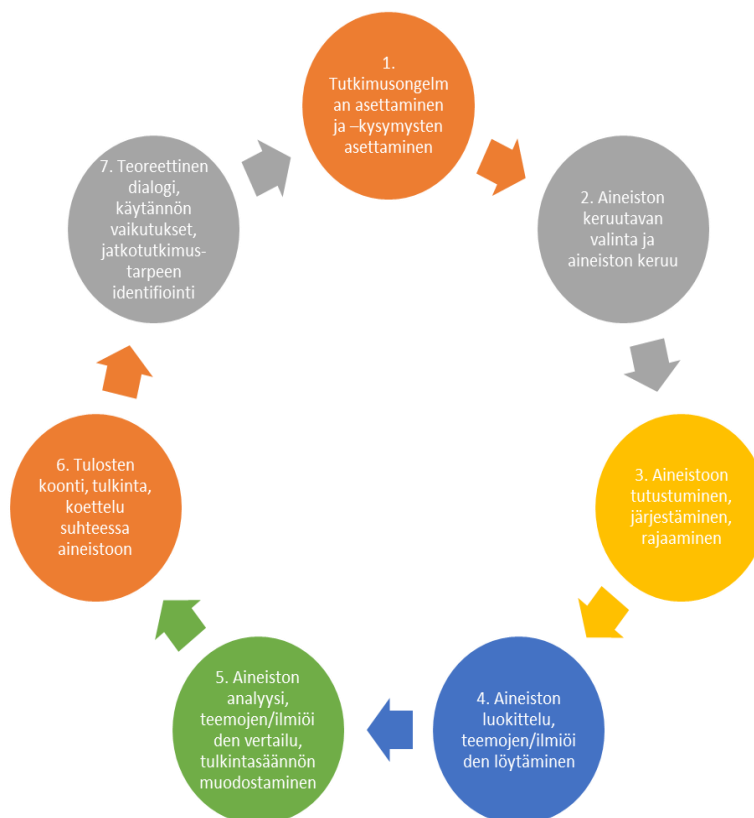 1.
Tutkimusongelm
an asettaminen
ja –kysymysten
asettaminen
2. Aineiston
keruutavan
valinta ja
aineiston keruu
3. Aineistoon
tutustuminen,
järjestäminen,
rajaaminen
4. Aineiston
luokittelu,
teemojen/ilmiöi
den löytäminen
5. Aineiston
analyysi,
teemojen/ilmiöi
den vertailu,
tulkintasäännön
muodostaminen
6. Tulosten
koonti, tulkinta,
koettelu
suhteessa
aineistoon
7. Teoreettinen
dialogi,
käytännön
vaikutukset,
jatkotutkimus-
tarpeen
identifiointi